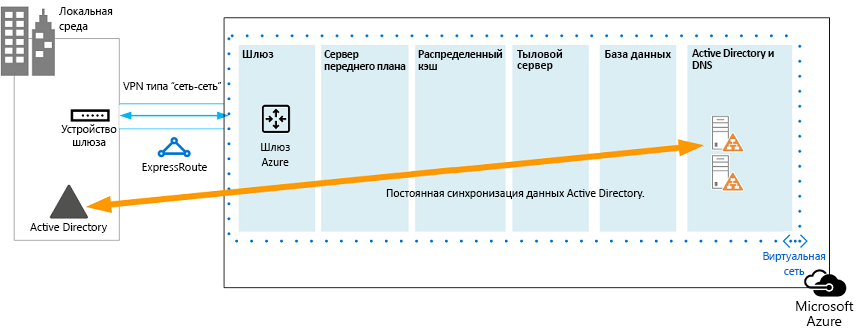 Локальная
среда
VPN типа “сеть-сеть”
Устройство
шлюза
ExpressRoute
Active Directory
Шлюз
Сервер
переднего плана
Распределенный
кэш
Тыловой
сервер
База данных
Active Directory и
DNS
Шлюз
Azure
Постоянная синхронизация данных Active Directory.
Виртуальная
сеть
Microsoft
Azure